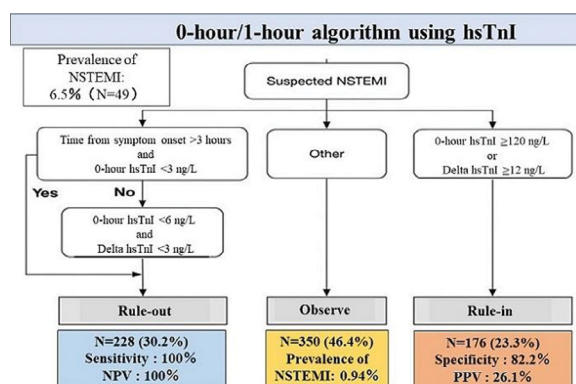 0-hour/1-hour algorithm using hsTnI
Prevalence of
NSTEMI:
6.5% (N=49)
Suspected NSTEMI
Time from symptom onset >3 hours
and
0-hour hsTnI <3 ng/L
Other
0-hour hsTnI ≥120 ng/L
or
Delta hsTnI ≥12 ng/L
Yes
No
0-hour hsTnI <6 ng/L
and
Delta hsTnI <3 ng/L
Rule-out
Observe
Rule-in
N=228 (30.2%)
Sensitivity : 100%
NPV : 100%
N=350 (46.4%)
Prevalence of
NSTEMI: 0.94%
N=176 (23.3%)
Specificity : 82.2%
PPV : 26.1%